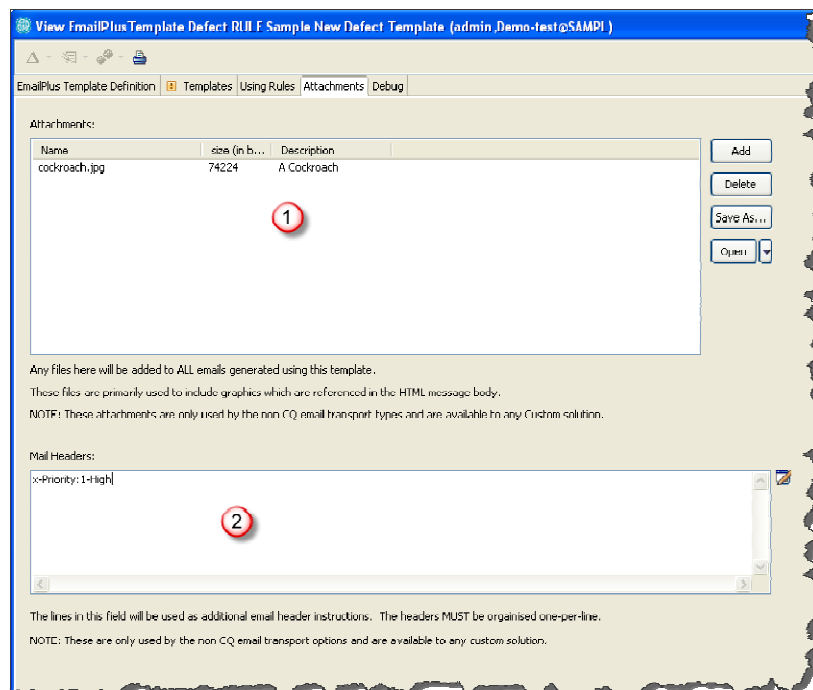 View EmailPlusTemplate Defect RULE Sample New Defect Template (admin,Demo-test@SAMPL)
EmailPlus Template Definition Templates Using Rules Attachments Debug
Attachments:
Name size (in b... Description
cockroach.jpg 74224 A Cockroach
Add
Delete
Save As...
Open
1
Any files here will be added to ALL emails generated using this template.
These files are primarily used to include graphics which are referenced in the HTML message body.
NOTE: These attachments are only used by the non CQ email transport types and are available to any Custom solution.
Mail Headers:
x-Priority:1-High
2
The lines in this field will be used as additional email header instructions. The headers MUST be orgainised one-per-line.
NOTE: These are only used by the non CQ email transport options and are available to any custom solution.